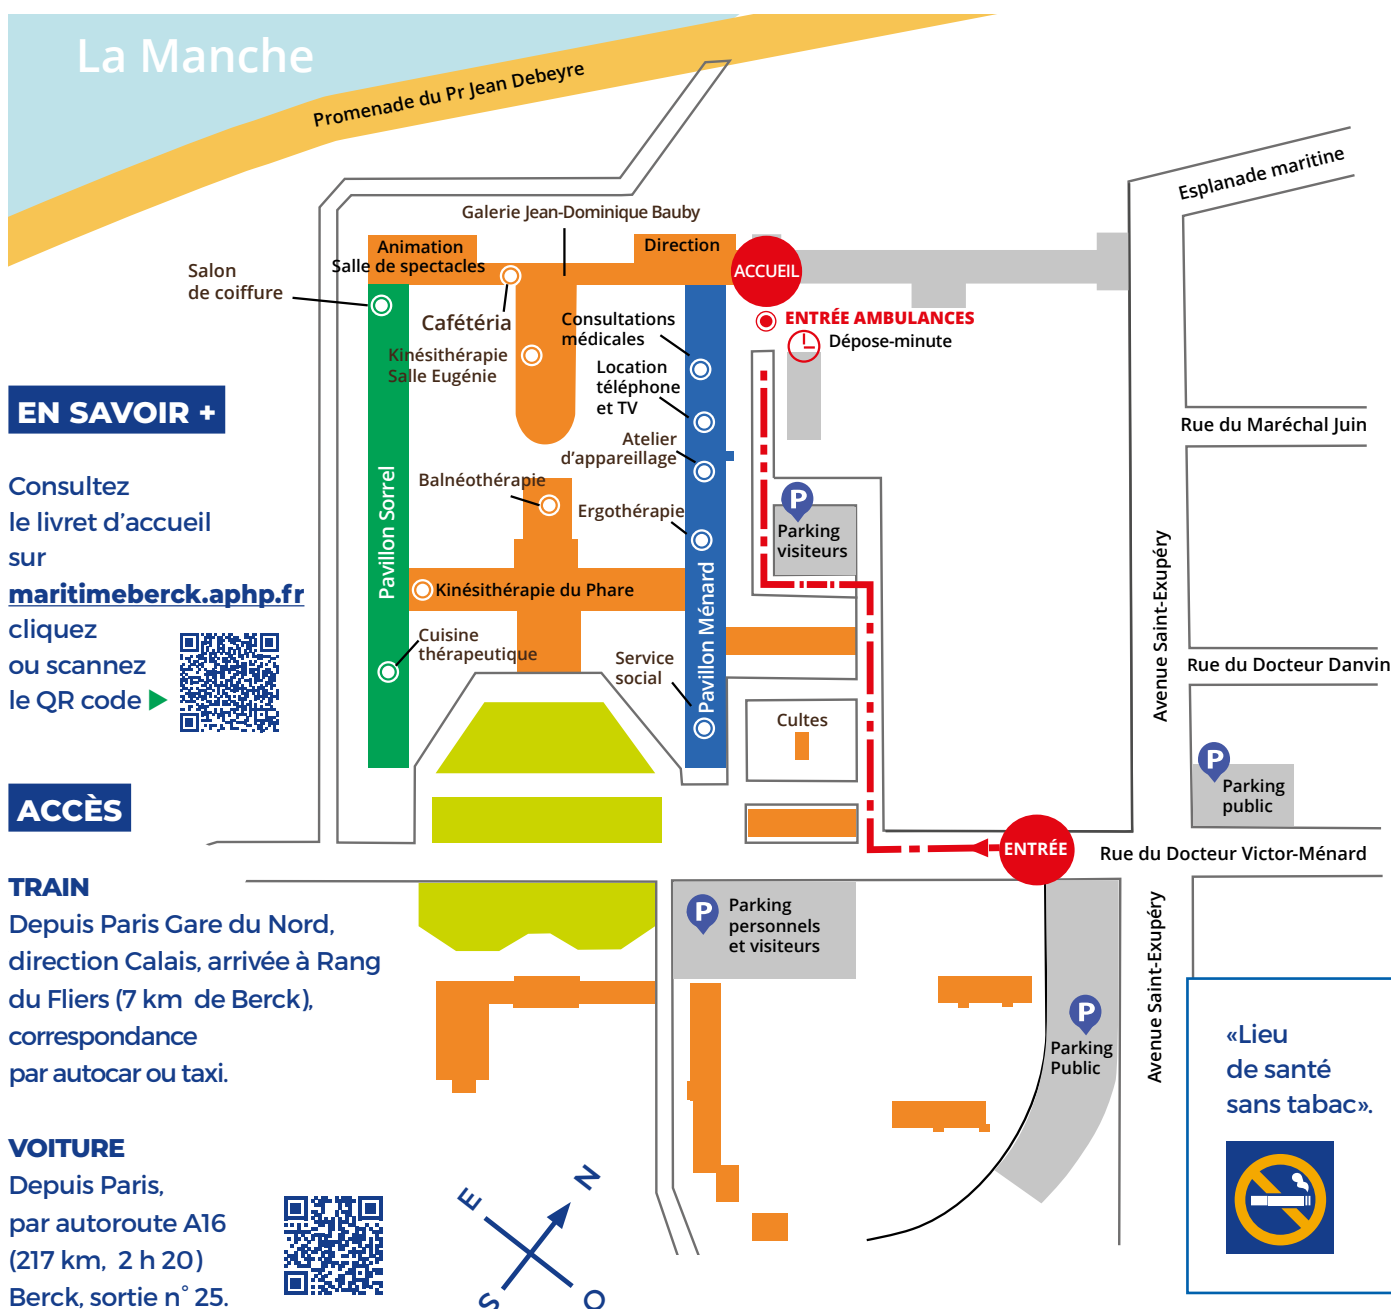 La Manche
Promenade du Pr Jean Debeyre
Esplanade maritine
Galerie Jean-Dominique Bauby
Animation
Salle de spectacles
Direction
ACCUEIL
Salon
de coiffure
Cafétéria
Consultations
médicales
ENTRÉE AMBULANCES
Dépose-minute
Kinésithérapie
Salle Eugénie
Location
téléphone
et TV
Rue du Maréchal Juin
Atelier
d'appareillage
Balnéothérapie
Ergothérapie
P
Parking
visiteurs
Pavillon Sorrel
Kinésithérapie du Phare
Pavillon Ménard
Avenue Saint-Exupéry
Cuisine
thérapeutique
Service
social
Rue du Docteur Danvin
Cultes
P
Parking
public
ENTRÉE
Rue du Docteur Victor-Ménard
P
Parking
personnels
et visiteurs
Avenue Saint-Exupéry
P
Parking
Public
EN SAVOIR +
Consultez
le livret d'accueil
sur
maritimeberck.aphp.fr
cliquez
ou scannez
le QR code
ACCÈS
TRAIN
Depuis Paris Gare du Nord,
direction Calais, arrivée à Rang
du Fliers (7 km de Berck),
correspondance
par autocar ou taxi.
VOITURE
Depuis Paris,
par autoroute A16
(217 km, 2 h 20)
Berck, sortie n° 25.
E
N
S
O
«Lieu
de santé
sans tabac».